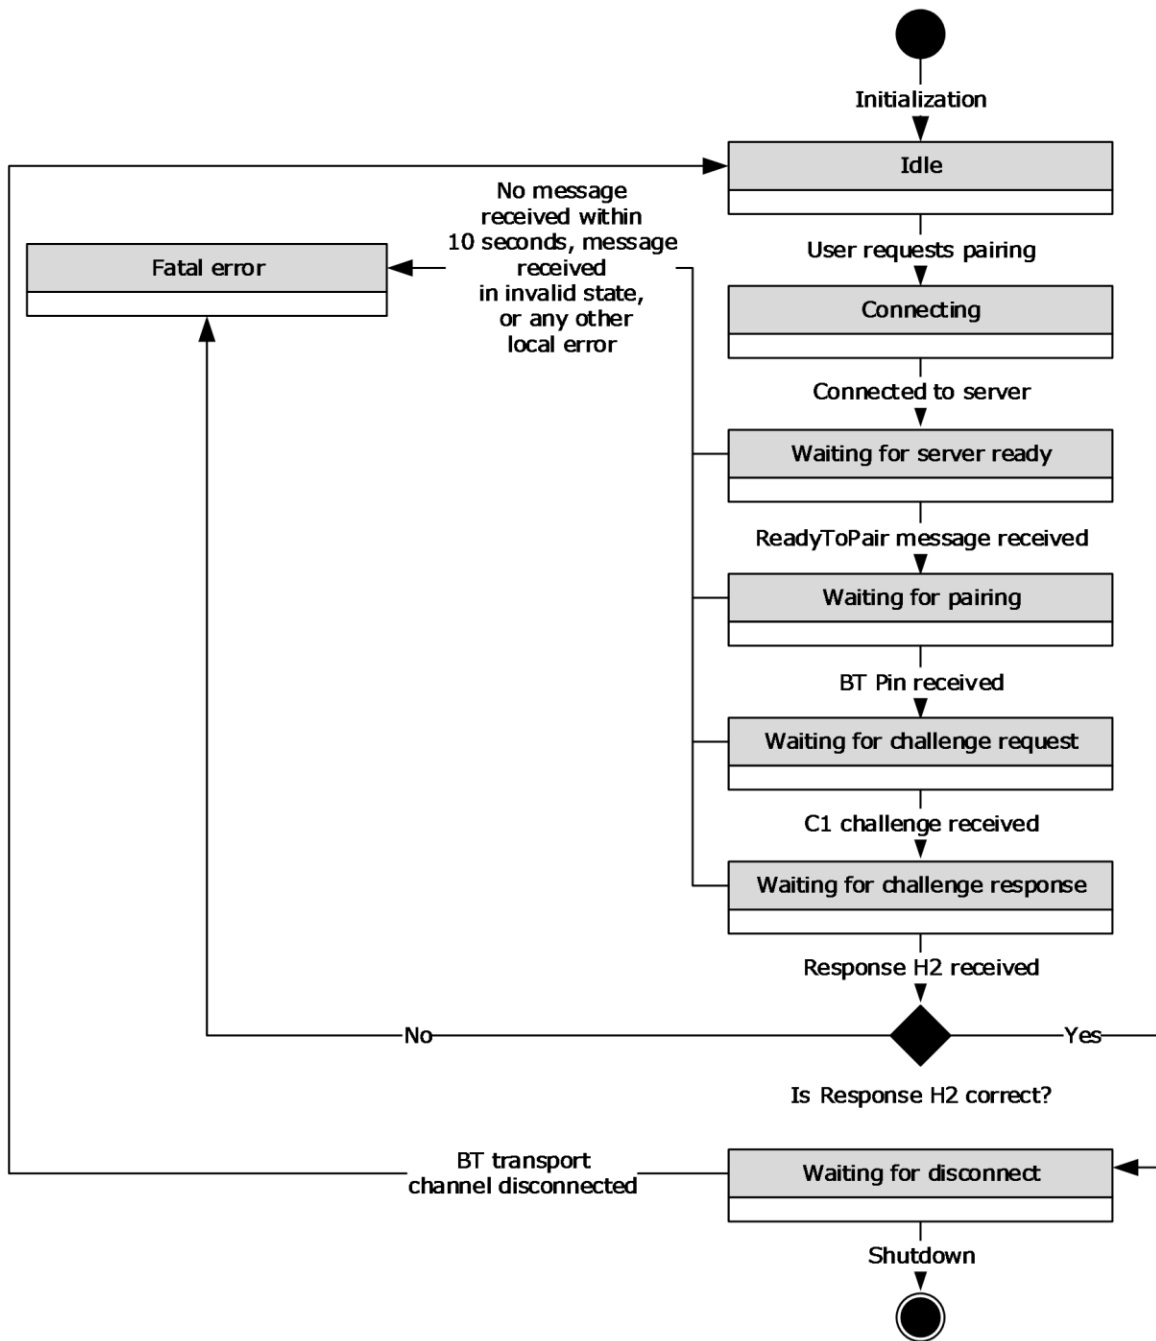 Initialization
Idle
No message
received within
10 seconds, message
received
in invalid state,
or any other
local error
User requests pairing
Fatal error
Connecting
Connected to server
Waiting for server ready
ReadyToPair message received
Waiting for pairing
BT Pin received
Waiting for challenge request
C1 challenge received
Waiting for challenge response
Response H2 received
No
Yes
Is Response H2 correct?
BT transport
channel disconnected
Waiting for disconnect
Shutdown